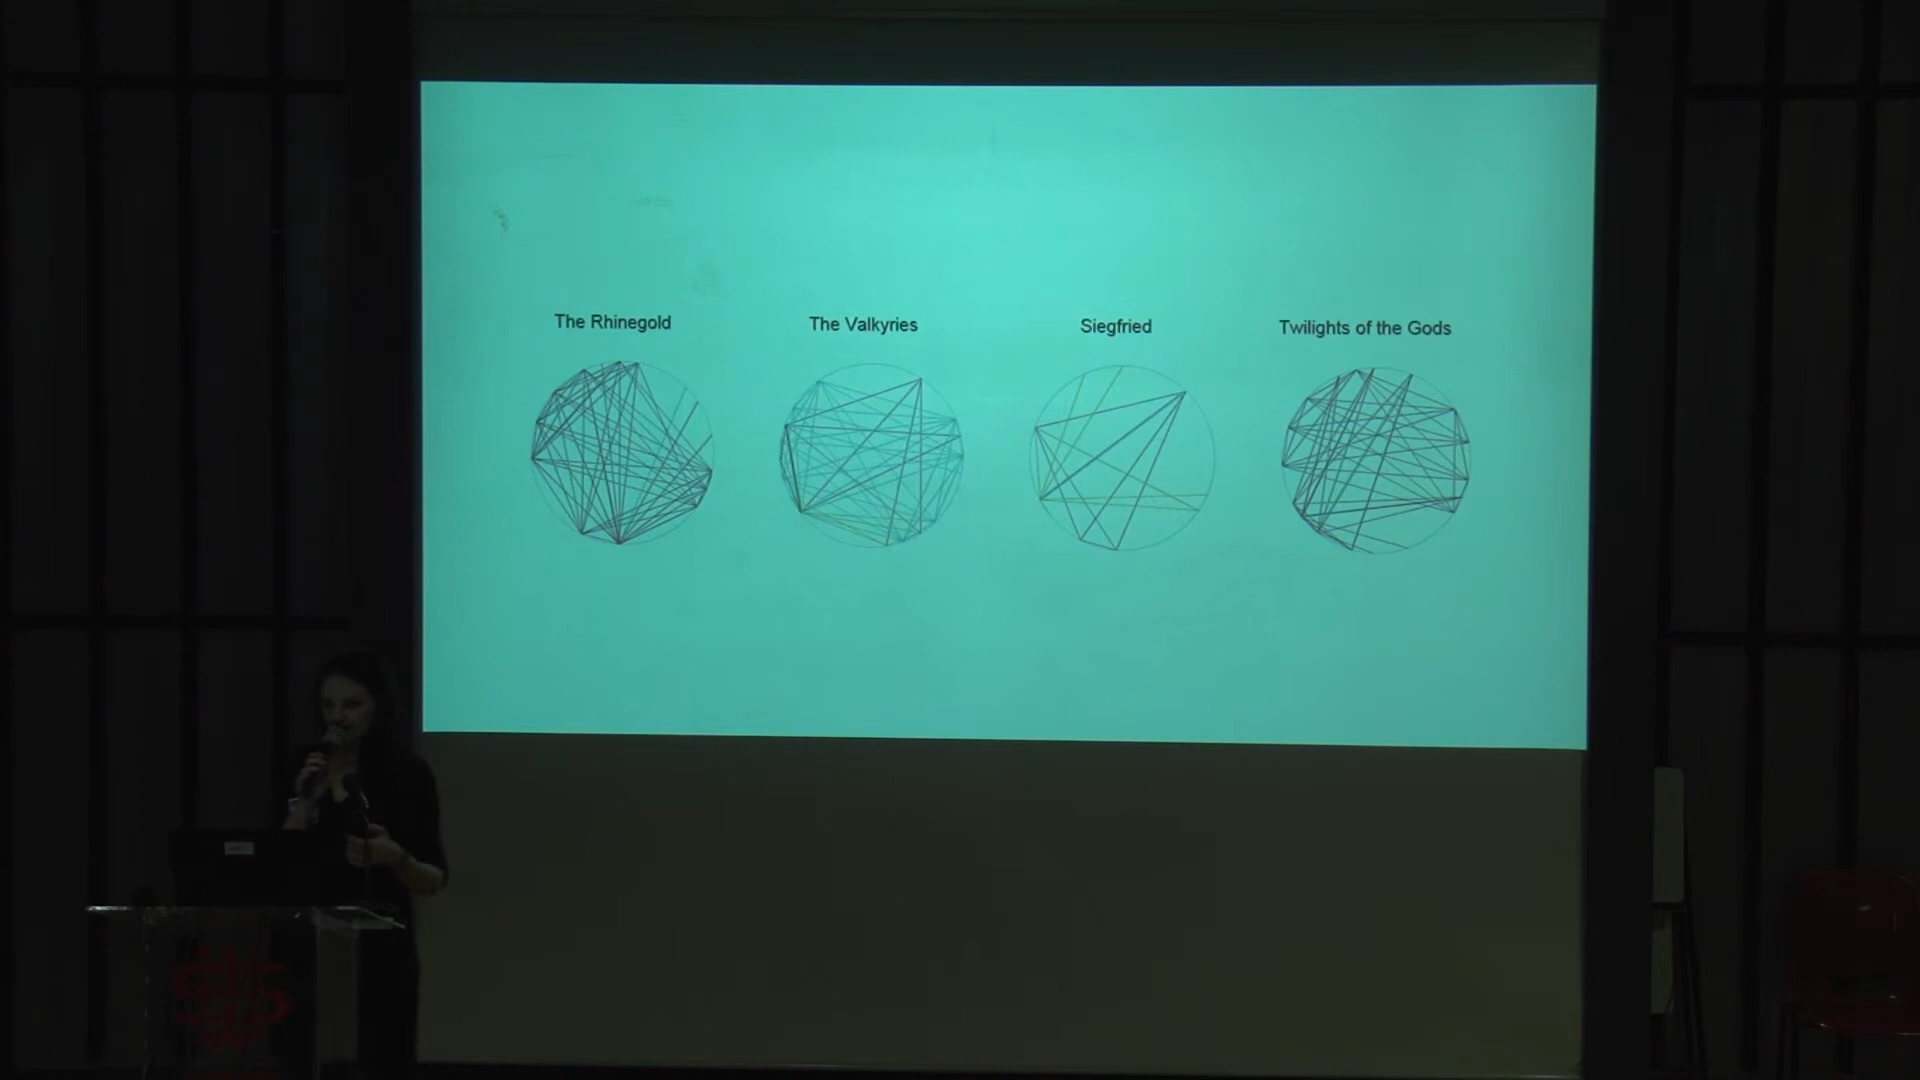 The Rhinegold
The Valkyries
Siegfried
Twilights of the Gods